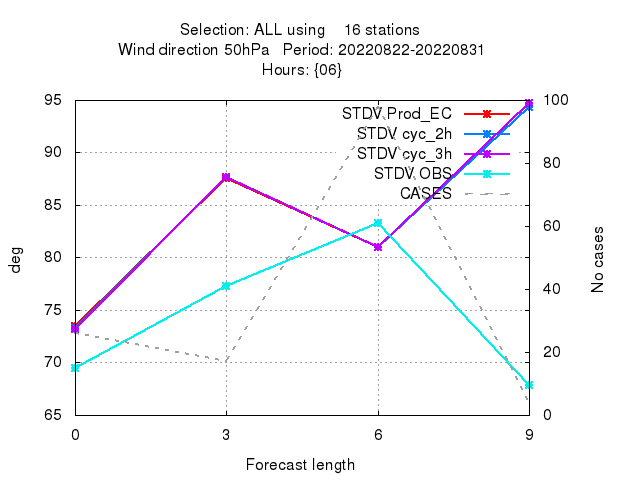 Selection: ALL using    16 stations
Wind direction 50hPa   Period: 20220822-20220831
Hours: {06}
95
90
85
80
75
70
65
100
80
60
40
20
0
STDV Prod_EC
STDV cyc_2h
STDV cyc_3h
STDV OBS
CASES
deg
No cases
0
3
6
9
Forecast length